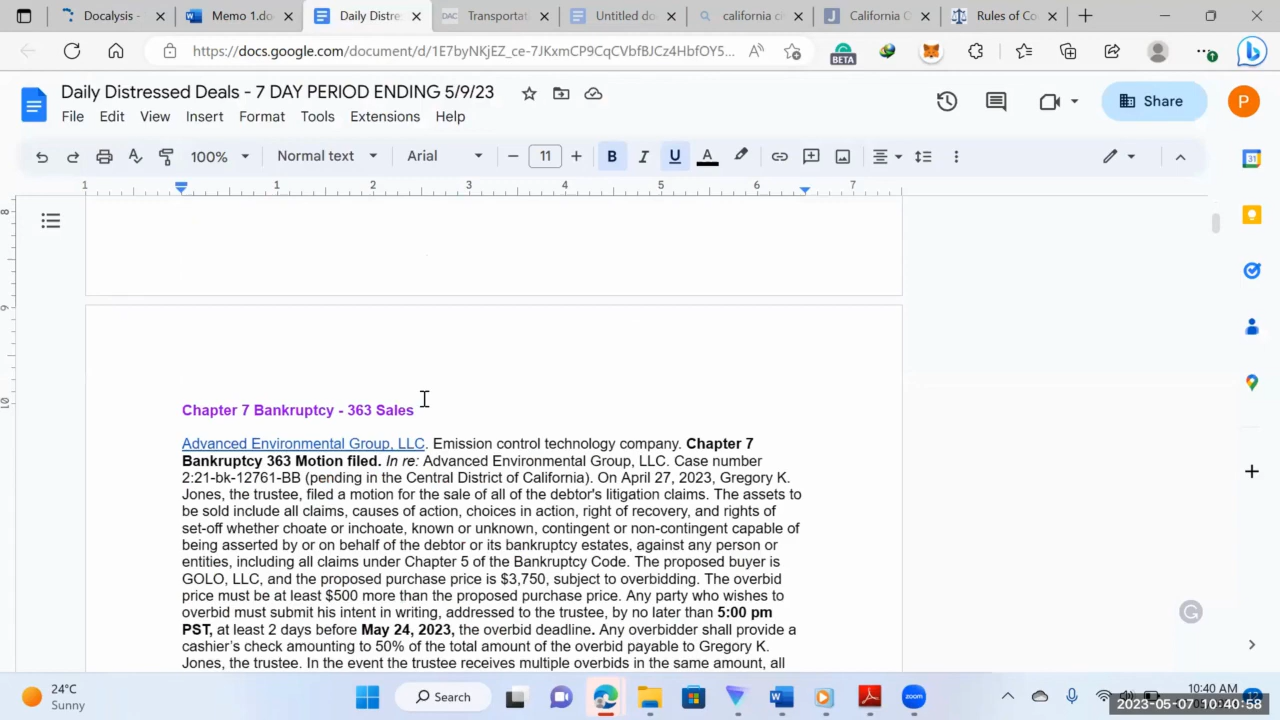 Docalysis -
Memo 1.do
Daily Distres
Transportat
Untitled do
california c
California C
Rules of Co
https://docs.google.com/document/d/1E7byNKjEZ_ce-7JKxmCP9CqCVbfBJCz4HbfOY5...
BETA
Daily Distressed Deals - 7 DAY PERIOD ENDING 5/9/23
File Edit View Insert Format Tools Extensions Help
Share
P
100% Normal text Arial 11 B I U A
1 1 2 3 4 5 6 7
8
9
10
Chapter 7 Bankruptcy - 363 Sales
Advanced Environmental Group, LLC. Emission control technology company. Chapter 7
Bankruptcy 363 Motion filed. In re: Advanced Environmental Group, LLC. Case number
2:21-bk-12761-BB (pending in the Central District of California). On April 27, 2023, Gregory K.
Jones, the trustee, filed a motion for the sale of all of the debtor's litigation claims. The assets to
be sold include all claims, causes of action, choices in action, right of recovery, and rights of
set-off whether choate or inchoate, known or unknown, contingent or non-contingent capable of
being asserted by or on behalf of the debtor or its bankruptcy estates, against any person or
entities, including all claims under Chapter 5 of the Bankruptcy Code. The proposed buyer is
GOLO, LLC, and the proposed purchase price is $3,750, subject to overbidding. The overbid
price must be at least $500 more than the proposed purchase price. Any party who wishes to
overbid must submit his intent in writing, addressed to the trustee, by no later than 5:00 pm
PST, at least 2 days before May 24, 2023, the overbid deadline. Any overbidder shall provide a
cashier's check amounting to 50% of the total amount of the overbid payable to Gregory K.
Jones, the trustee. In the event the trustee receives multiple overbids in the same amount, all
24°C
Sunny
Search
zoom
10:40 AM
2023-05-07 10:40:58